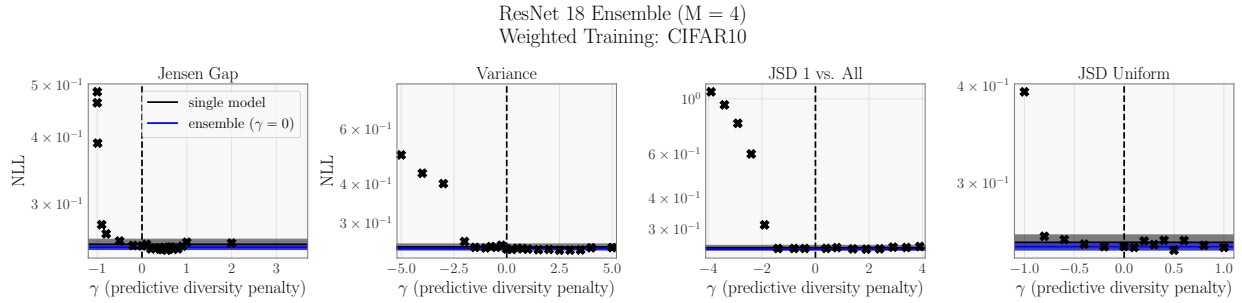 ResNet 18 Ensemble (M = 4)
Weighted Training: CIFAR10
Jensen Gap
5 × 10⁻¹
4 × 10⁻¹
3 × 10⁻¹
NLL
single model
ensemble (γ = 0)
−1 0 1 2 3
γ (predictive diversity penalty)
Variance
6 × 10⁻¹
4 × 10⁻¹
3 × 10⁻¹
NLL
−5.0 −2.5 0.0 2.5 5.0
γ (predictive diversity penalty)
JSD 1 vs. All
10⁰
6 × 10⁻¹
4 × 10⁻¹
3 × 10⁻¹
NLL
−4 −2 0 2 4
γ (predictive diversity penalty)
JSD Uniform
4 × 10⁻¹
3 × 10⁻¹
NLL
−1.0 −0.5 0.0 0.5 1.0
γ (predictive diversity penalty)